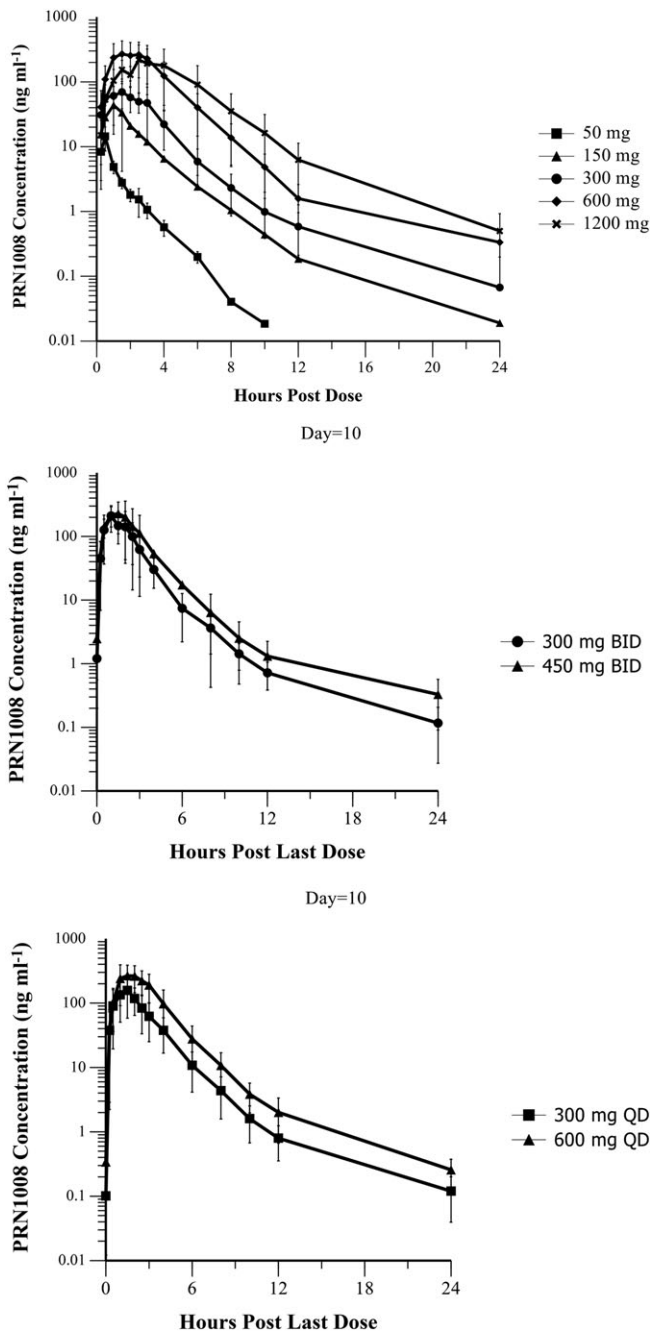 PRN1008 Concentration (ng ml⁻¹)
1000
100
10
1
0.1
0.01
0 4 8 12 16 20 24
Hours Post Dose
50 mg
150 mg
300 mg
600 mg
1200 mg
Day=10
PRN1008 Concentration (ng ml⁻¹)
1000
100
10
1
0.1
0.01
0 6 12 18 24
Hours Post Last Dose
300 mg BID
450 mg BID
Day=10
PRN1008 Concentration (ng ml⁻¹)
1000
100
10
1
0.1
0.01
0 6 12 18 24
Hours Post Last Dose
300 mg QD
600 mg QD